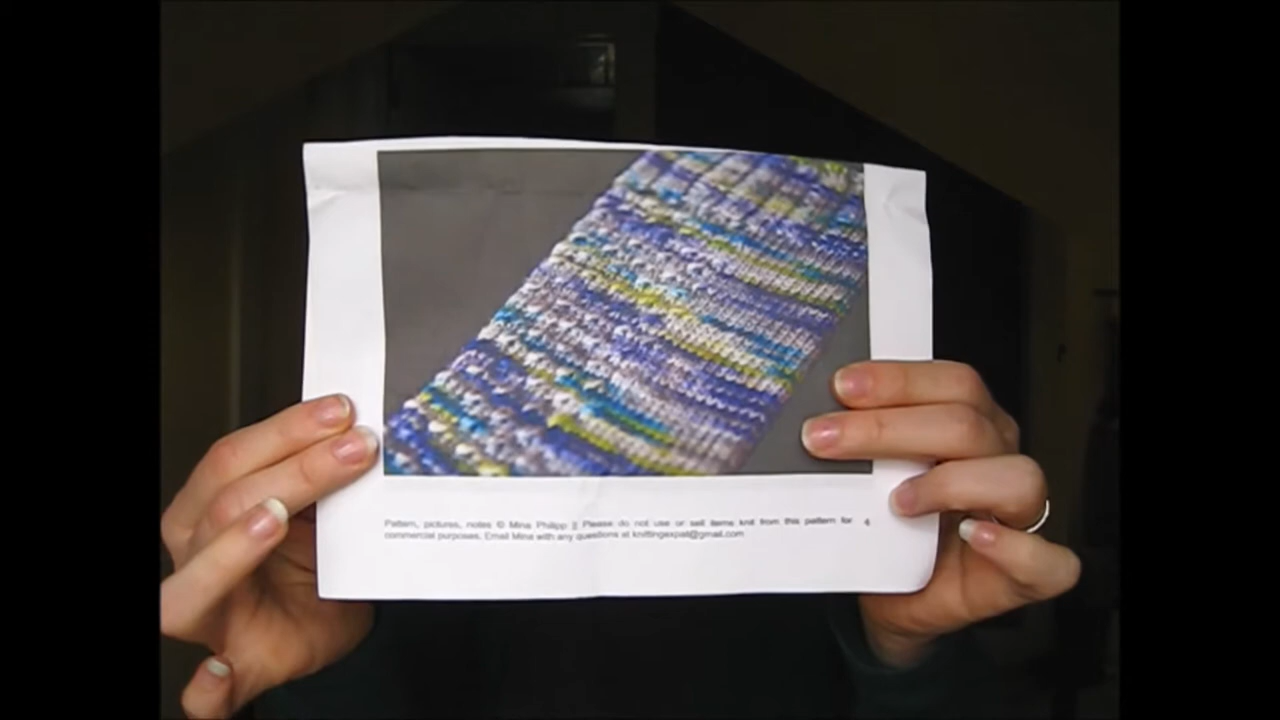 Pattern, pictures, notes © Mina Philipp || Please do not use or sell items knit from this pattern for 4
commercial purposes. Email Mina with any questions at knittingexpat@gmail.com